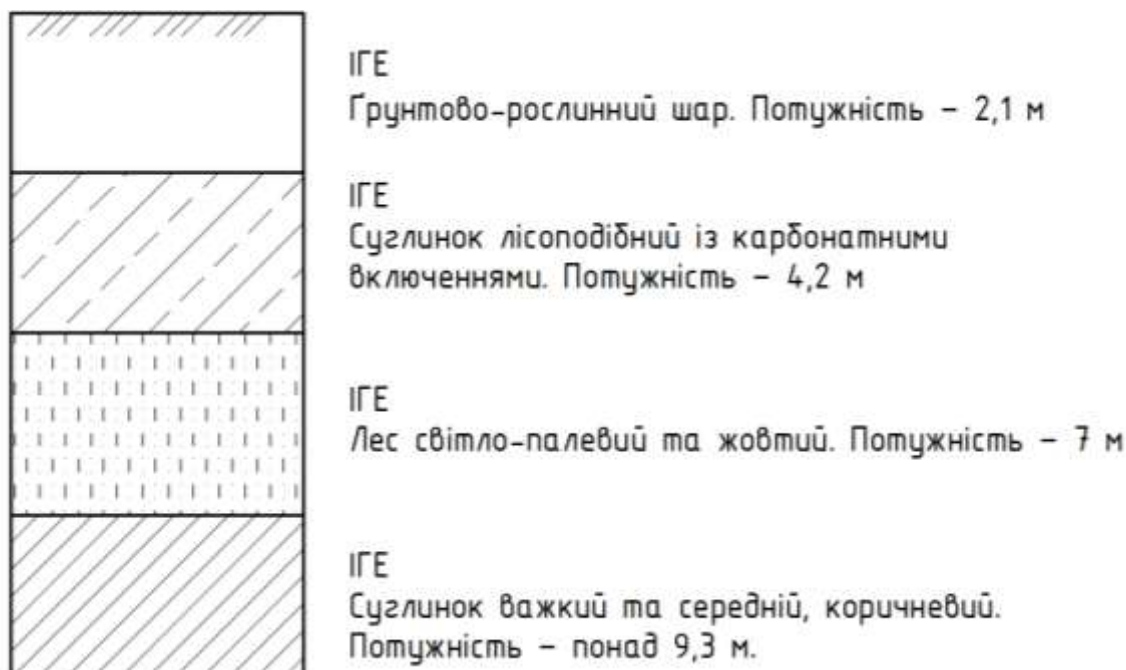 ІГЕ
Ґрунтово-рослинний шар. Потужність – 2,1 м
ІГЕ
Суглинок лісоподібний із карбонатними
включеннями. Потужність – 4,2 м
ІГЕ
Лес світло-палевий та жовтий. Потужність – 7 м
ІГЕ
Суглинок важкий та середній, коричневий.
Потужність – понад 9,3 м.